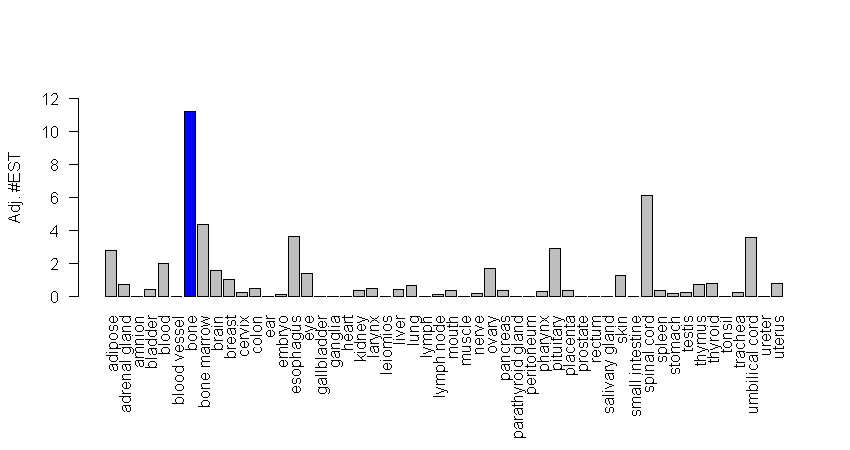 Adj. #EST
12
10
8
6
4
2
0
adipose
adrenal gland
amnion
bladder
blood
blood vessel
bone
bone marrow
brain
breast
cervix
colon
ear
embryo
esophagus
eye
gallbladder
ganglia
heart
kidney
larynx
leiomios
liver
lung
lymph
lymph node
mouth
muscle
nerve
ovary
pancreas
parathyroid gland
peritoneum
pharynx
pituitary
placenta
prostate
rectum
salivary gland
skin
small intestine
spinal cord
spleen
stomach
testis
thymus
thyroid
tonsil
trachea
umbilical cord
ureter
uterus